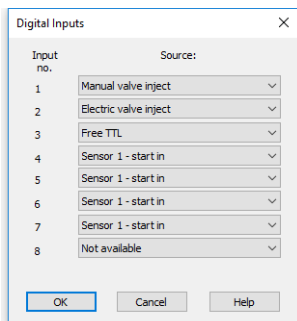 Digital Inputs
Input no. Source:
1 Manual valve inject
2 Electric valve inject
3 Free TTL
4 Sensor 1 - start in
5 Sensor 1 - start in
6 Sensor 1 - start in
7 Sensor 1 - start in
8 Not available
OK Cancel Help